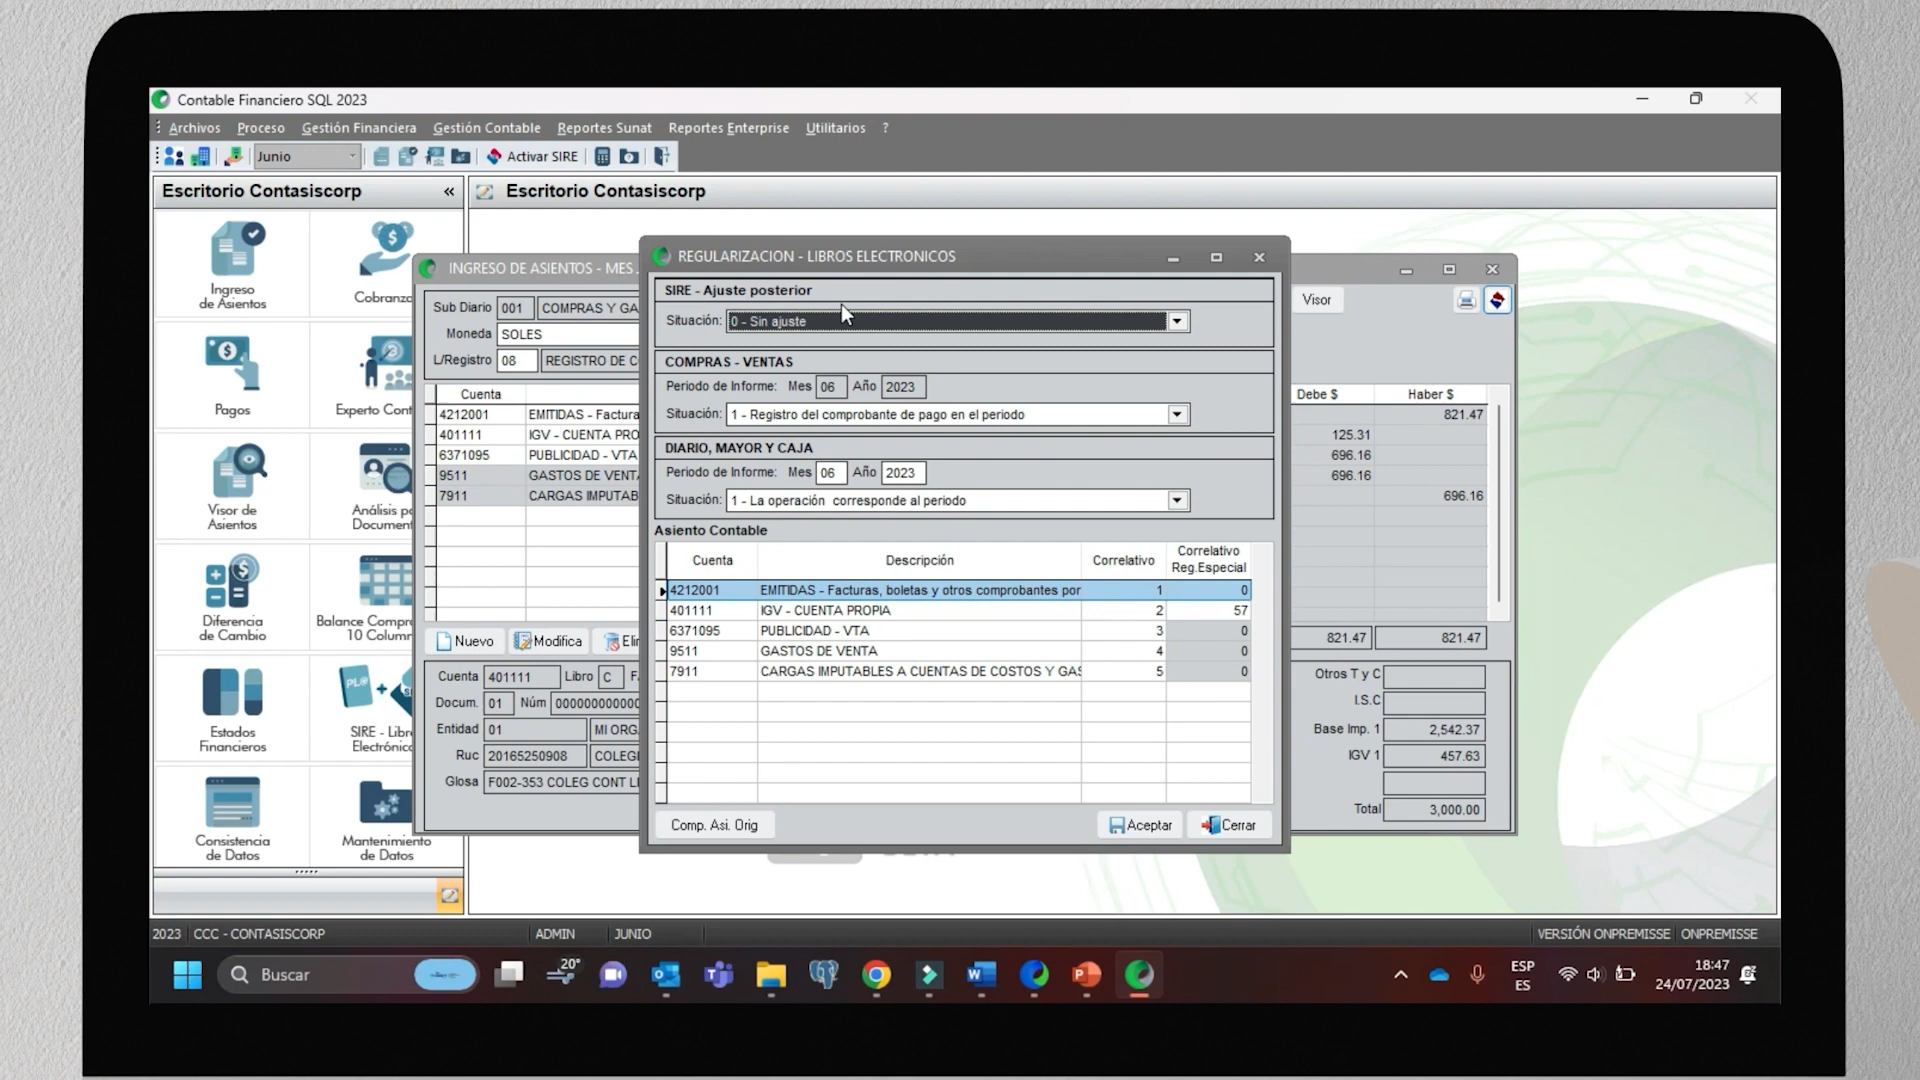 Contable Financiero SQL 2023
Archivos Proceso Gestión Financiera Gestión Contable Reportes Sunat Reportes Enterprise Utilitarios ?
Junio Activar SIRE
Escritorio Contasiscorp «
Escritorio Contasiscorp
Ingreso
de Asientos
Cobranza
Pagos
Experto Cont
Visor de
Asientos
Análisis po
Document
Diferencia
de Cambio
Balance Compr
10 Column
Estados
Financieros
SIRE - Libr
Electrónic
Consistencia
de Datos
Mantenimiento
de Datos
INGRESO DE ASIENTOS - MES
Sub Diario 001 COMPRAS Y GA
Moneda SOLES
L/Registro 08 REGISTRO DE C
Cuenta
4212001 EMITIDAS - Factura
401111 IGV - CUENTA PRO
6371095 PUBLICIDAD - VTA
9511 GASTOS DE VENTA
7911 CARGAS IMPUTAB
Nuevo Modifica Elim
Cuenta 401111 Libro C
Docum. 01 Núm 000000000000
Entidad 01 MI ORG
Ruc 20165250908 COLEGI
Glosa F002-353 COLEG CONT LI
REGULARIZACION - LIBROS ELECTRONICOS
SIRE - Ajuste posterior
Situación: 0 - Sin ajuste
COMPRAS - VENTAS
Periodo de Informe: Mes 06 Año 2023
Situación: 1 - Registro del comprobante de pago en el periodo
DIARIO, MAYOR Y CAJA
Periodo de Informe: Mes 06 Año 2023
Situación: 1 - La operación corresponde al periodo
Asiento Contable
Cuenta Descripción Correlativo Correlativo
Reg.Especial
4212001 EMITIDAS - Facturas, boletas y otros comprobantes por 1 0
401111 IGV - CUENTA PROPIA 2 57
6371095 PUBLICIDAD - VTA 3 0
9511 GASTOS DE VENTA 4 0
7911 CARGAS IMPUTABLES A CUENTAS DE COSTOS Y GAS 5 0
Comp. Asi. Orig Aceptar Cerrar
Visor
Debe $ Haber $
821.47
125.31
696.16
696.16
696.16
821.47 821.47
Otros T y C
I.S.C
Base Imp. 1 2,542.37
IGV 1 457.63
Total 3,000.00
2023 CCC - CONTASISCORP ADMIN JUNIO VERSIÓN ONPREMISSE ONPREMISSE
Buscar
20°
ESP
ES
18:47
24/07/2023